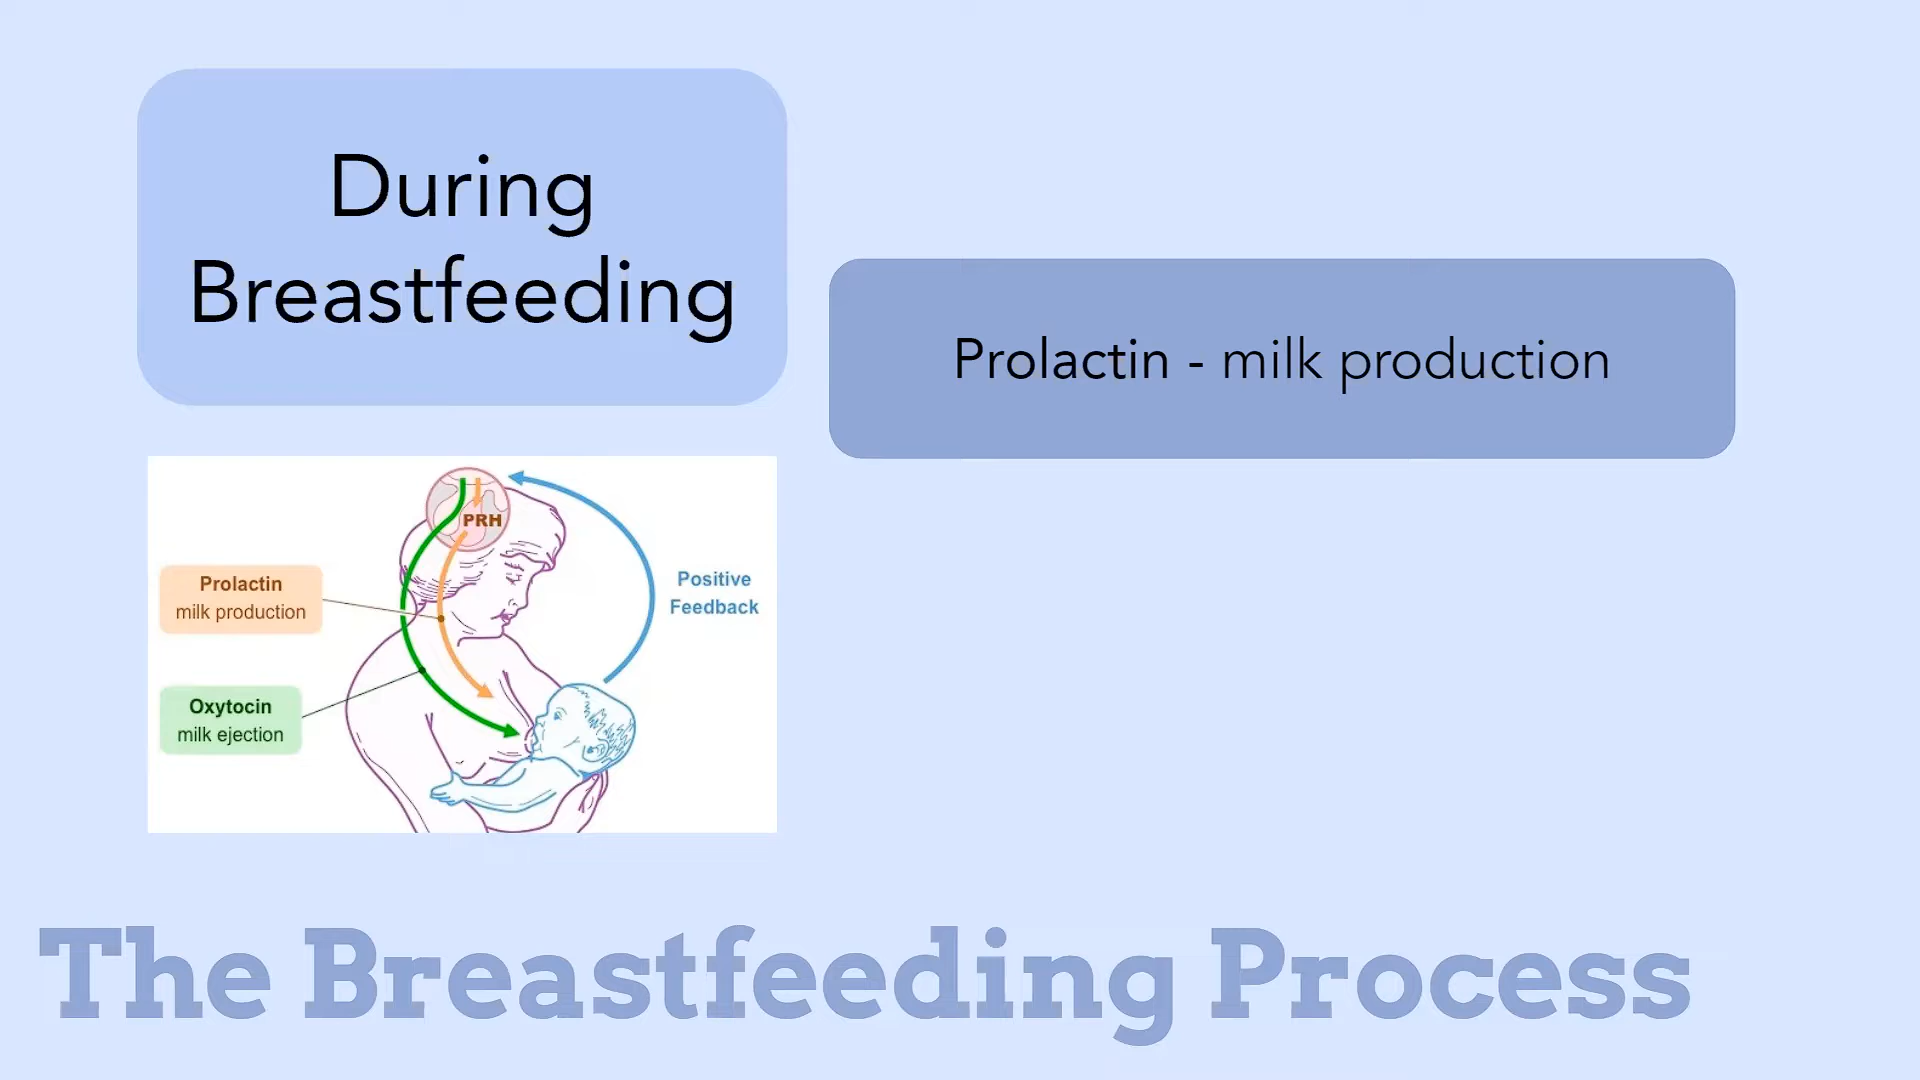 During
Breastfeeding
Prolactin - milk production
PRH
Prolactin
milk production
Positive
Feedback
Oxytocin
milk ejection
The Breastfeeding Process